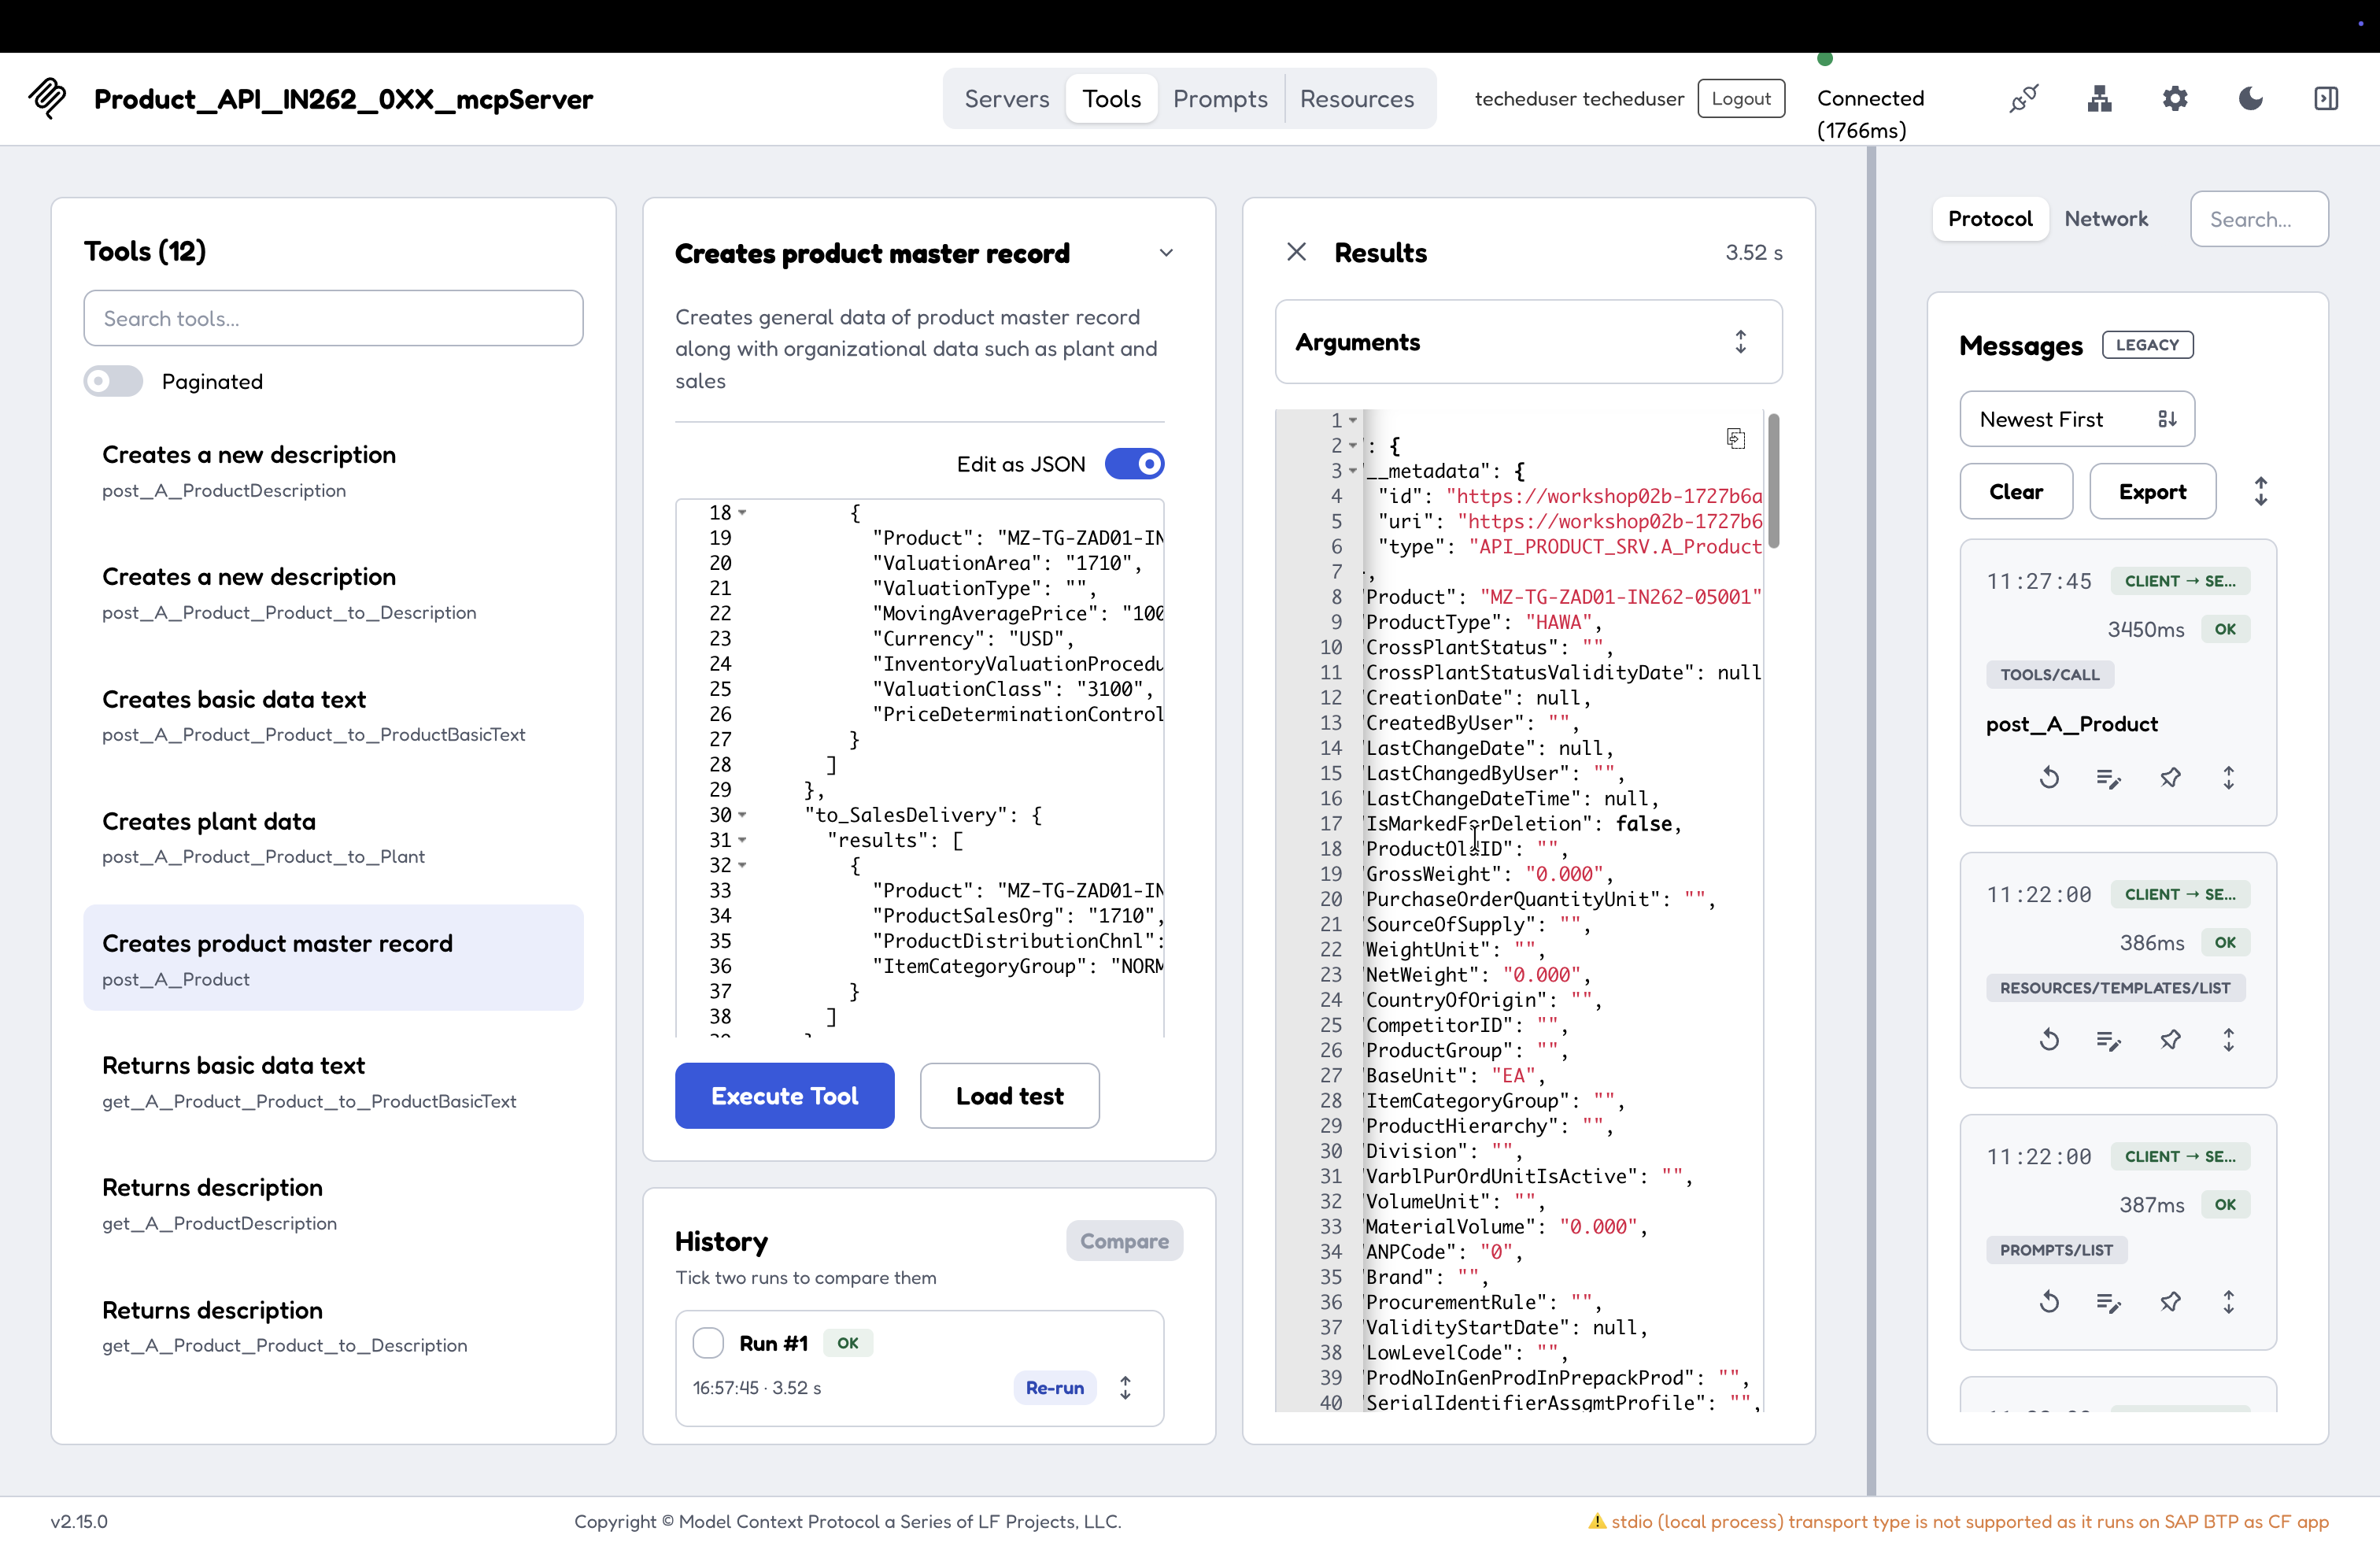 Product_API_IN262_0XX_mcpServer
Servers
Tools
Prompts
Resources
techeduser techeduser
Logout
Connected
(1766ms)
Tools (12)
Search tools...
Paginated
Creates a new description
post_A_ProductDescription
Creates a new description
post_A_Product_Product_to_Description
Creates basic data text
post_A_Product_Product_to_ProductBasicText
Creates plant data
post_A_Product_Product_to_Plant
Creates product master record
post_A_Product
Returns basic data text
get_A_Product_Product_to_ProductBasicText
Returns description
get_A_ProductDescription
Returns description
get_A_Product_Product_to_Description
Creates product master record
Creates general data of product master record
along with organizational data such as plant and
sales
Edit as JSON
18 {
19 "Product": "MZ-TG-ZAD01-IN
20 "ValuationArea": "1710",
21 "ValuationType": "",
22 "MovingAveragePrice": "100
23 "Currency": "USD",
24 "InventoryValuationProcedu
25 "ValuationClass": "3100",
26 "PriceDeterminationControl
27 }
28 ]
29 },
30 "to_SalesDelivery": {
31 "results": [
32 {
33 "Product": "MZ-TG-ZAD01-IN
34 "ProductSalesOrg": "1710",
35 "ProductDistributionChnl":
36 "ItemCategoryGroup": "NORM
37 }
38 ]
Execute Tool
Load test
History
Compare
Tick two runs to compare them
Run #1
OK
16:57:45 · 3.52 s
Re-run
Results
3.52 s
Arguments
1
2 : {
3 __metadata": {
4 "id": "https://workshop02b-1727b6a
5 "uri": "https://workshop02b-1727b6
6 "type": "API_PRODUCT_SRV.A_Product
7 ,
8 Product": "MZ-TG-ZAD01-IN262-05001"
9 ProductType": "HAWA",
10 CrossPlantStatus": "",
11 CrossPlantStatusValidityDate": null
12 CreationDate": null,
13 CreatedByUser": "",
14 LastChangeDate": null,
15 LastChangedByUser": "",
16 LastChangeDateTime": null,
17 IsMarkedForDeletion": false,
18 ProductOldID": "",
19 GrossWeight": "0.000",
20 PurchaseOrderQuantityUnit": "",
21 SourceOfSupply": "",
22 WeightUnit": "",
23 NetWeight": "0.000",
24 CountryOfOrigin": "",
25 CompetitorID": "",
26 ProductGroup": "",
27 BaseUnit": "EA",
28 ItemCategoryGroup": "",
29 ProductHierarchy": "",
30 Division": "",
31 VarblPurOrdUnitIsActive": "",
32 VolumeUnit": "",
33 MaterialVolume": "0.000",
34 ANPCode": "0",
35 Brand": "",
36 ProcurementRule": "",
37 ValidityStartDate": null,
38 LowLevelCode": "",
39 ProdNoInGenProdInPrepackProd": "",
40 SerialIdentifierAssgmtProfile": "",
Protocol
Network
Search...
Messages
LEGACY
Newest First
Clear
Export
11:27:45
CLIENT → SE...
3450ms
OK
TOOLS/CALL
post_A_Product
11:22:00
CLIENT → SE...
386ms
OK
RESOURCES/TEMPLATES/LIST
11:22:00
CLIENT → SE...
387ms
OK
PROMPTS/LIST
v2.15.0
Copyright © Model Context Protocol a Series of LF Projects, LLC.
⚠ stdio (local process) transport type is not supported as it runs on SAP BTP as CF app